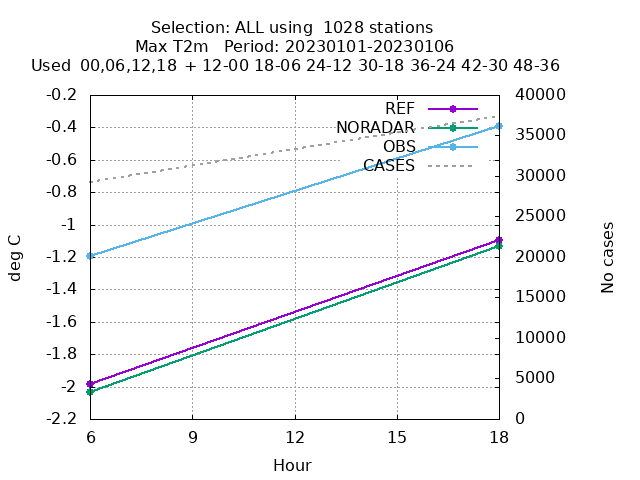 Selection: ALL using  1028 stations
Max T2m   Period: 20230101-20230106
Used  00,06,12,18  + 12-00 18-06 24-12 30-18 36-24 42-30 48-36
-0.2
-0.4
-0.6
-0.8
-1
-1.2
-1.4
-1.6
-1.8
-2
-2.2
deg C
REF
NORADAR
OBS
CASES
40000
35000
30000
25000
20000
15000
10000
5000
0
No cases
6 9 12 15 18
Hour